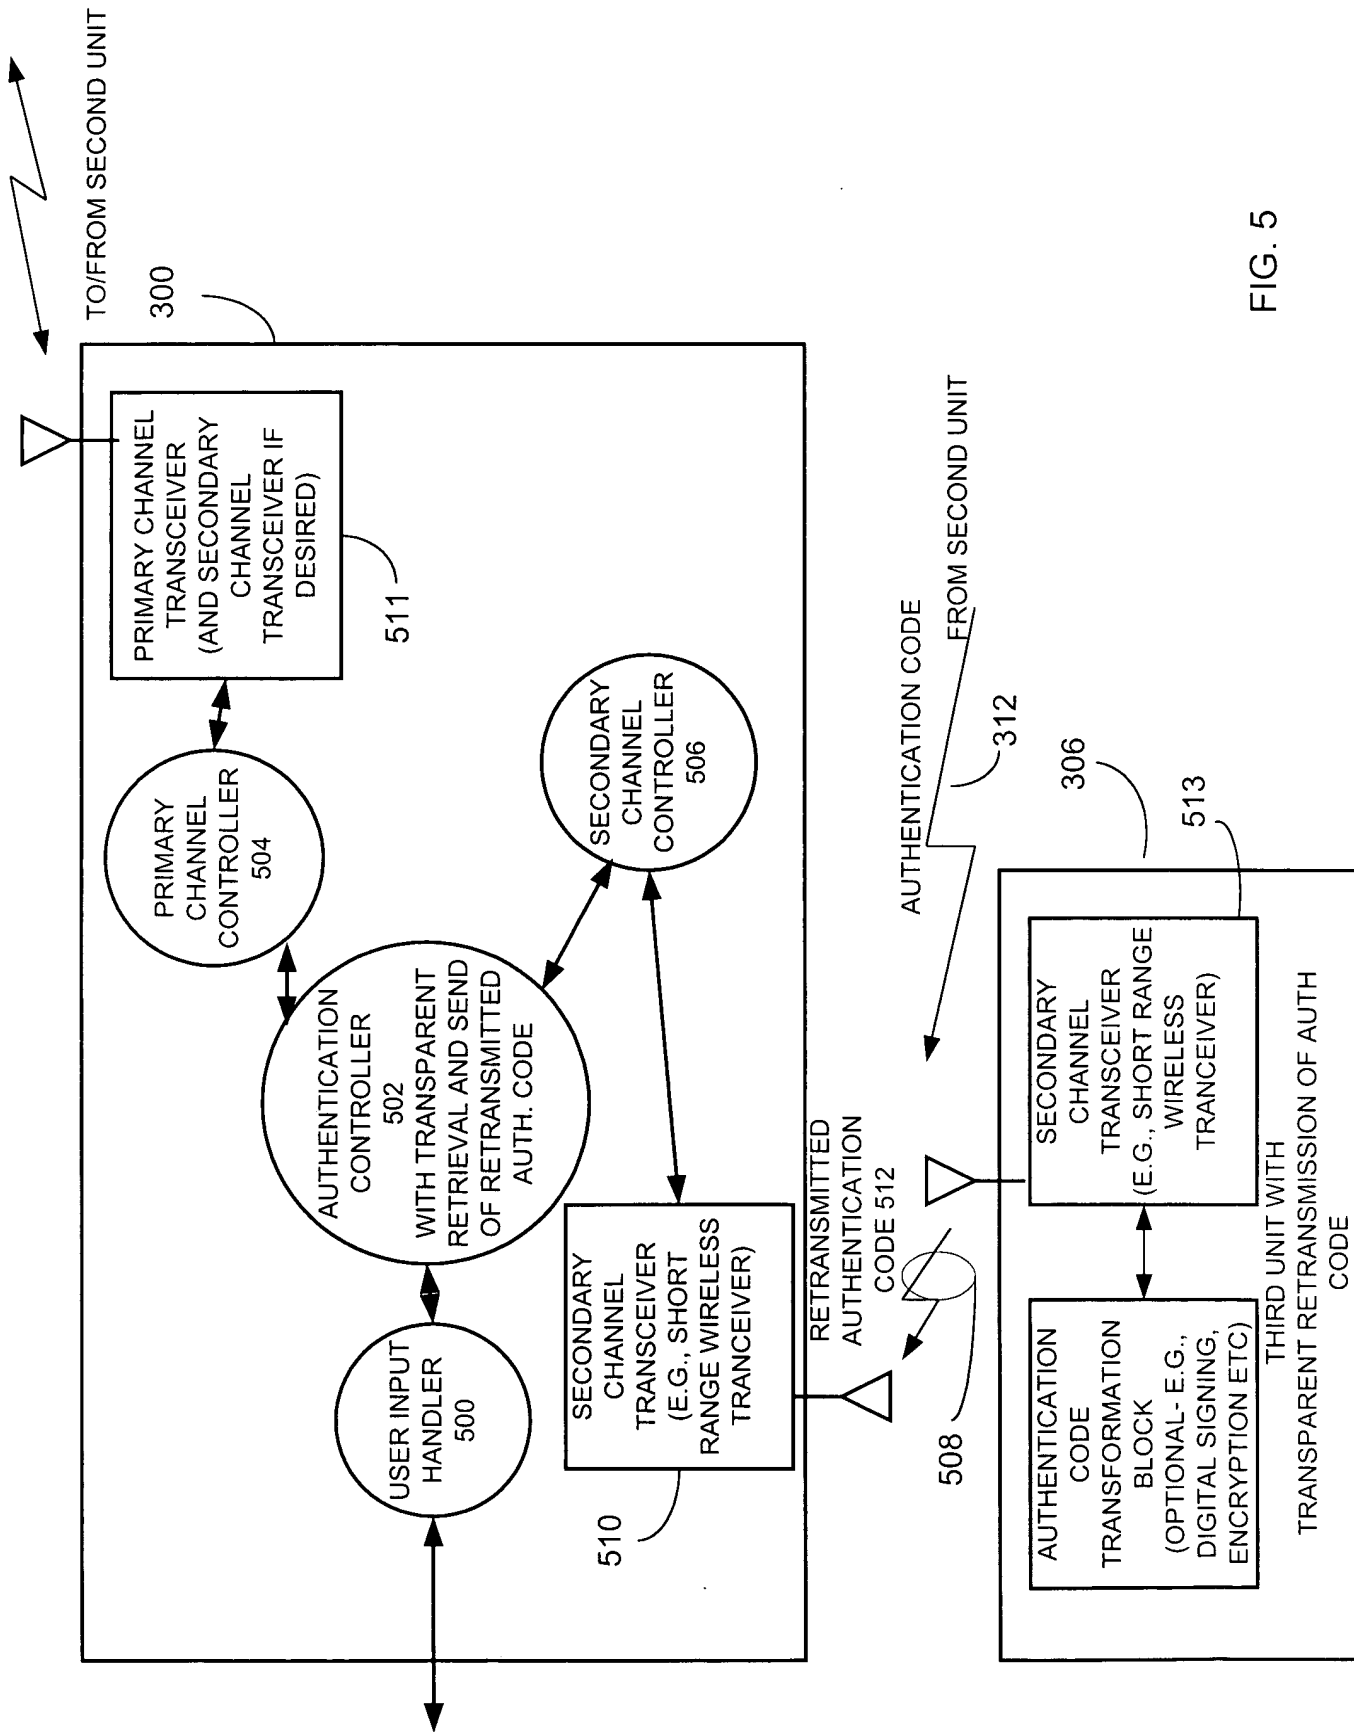 TO/FROM SECOND UNIT
300
PRIMARY CHANNEL
TRANSCEIVER
(AND SECONDARY
CHANNEL
TRANSCEIVER IF
DESIRED)
511
PRIMARY
CHANNEL
CONTROLLER
504
AUTHENTICATION
CONTROLLER
502
WITH TRANSPARENT
RETRIEVAL AND SEND
OF RETRANSMITTED
AUTH. CODE
SECONDARY
CHANNEL
CONTROLLER
506
USER INPUT
HANDLER
500
SECONDARY
CHANNEL
TRANSCEIVER
(E.G., SHORT
RANGE WIRELESS
TRANCEIVER)
510
RETRANSMITTED
AUTHENTICATION
CODE 512
508
AUTHENTICATION CODE
FROM SECOND UNIT
312
306
513
AUTHENTICATION
CODE
TRANSFORMATION
BLOCK
(OPTIONAL- E.G.,
DIGITAL SIGNING,
ENCRYPTION ETC)
SECONDARY
CHANNEL
TRANSCEIVER
(E.G., SHORT RANGE
WIRELESS
TRANCEIVER)
THIRD UNIT WITH
TRANSPARENT RETRANSMISSION OF AUTH
CODE
FIG. 5